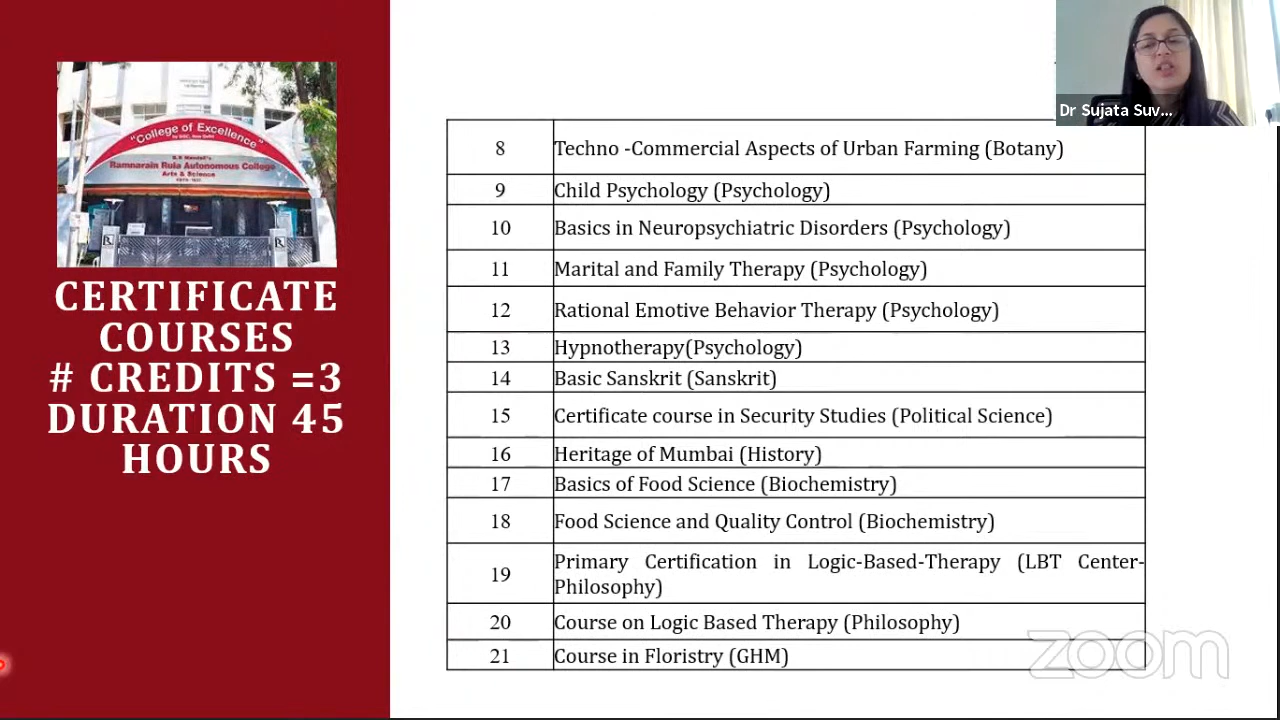 "College of Excellence"
S.P. Mandali's
Ramnarain Ruia Autonomous College
Arts & Science
R
R
CERTIFICATE
COURSES
# CREDITS =3
DURATION 45
HOURS
Dr Sujata Suv...
8 Techno -Commercial Aspects of Urban Farming (Botany)
9 Child Psychology (Psychology)
10 Basics in Neuropsychiatric Disorders (Psychology)
11 Marital and Family Therapy (Psychology)
12 Rational Emotive Behavior Therapy (Psychology)
13 Hypnotherapy(Psychology)
14 Basic Sanskrit (Sanskrit)
15 Certificate course in Security Studies (Political Science)
16 Heritage of Mumbai (History)
17 Basics of Food Science (Biochemistry)
18 Food Science and Quality Control (Biochemistry)
19 Primary Certification in Logic-Based-Therapy (LBT Center-
Philosophy)
20 Course on Logic Based Therapy (Philosophy)
21 Course in Floristry (GHM)
zoom